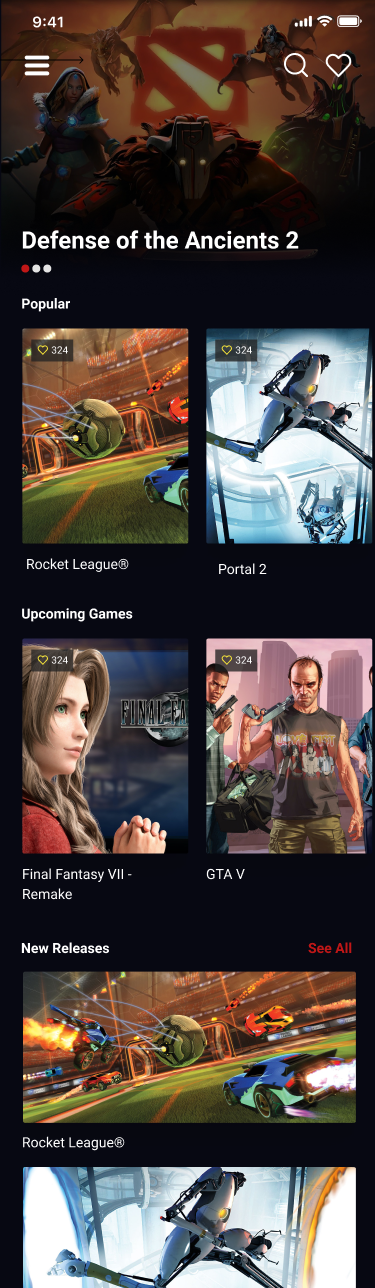 9:41
Defense of the Ancients 2
Popular
324
324
Rocket League®
Portal 2
Upcoming Games
324
324
FINAL FA
Final Fantasy VII -
Remake
GTA V
New Releases
See All
Rocket League®